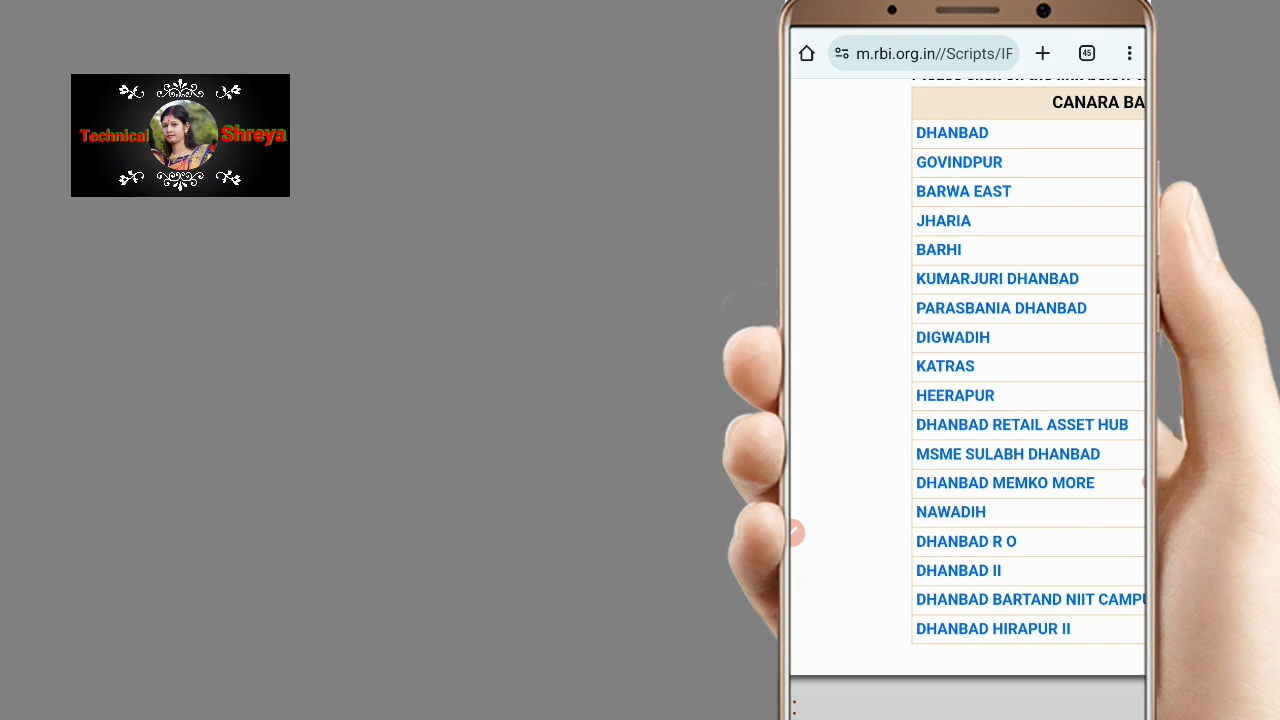 Technical Shreya
m.rbi.org.in//Scripts/IF
45
CANARA BA
DHANBAD
GOVINDPUR
BARWA EAST
JHARIA
BARHI
KUMARJURI DHANBAD
PARASBANIA DHANBAD
DIGWADIH
KATRAS
HEERAPUR
DHANBAD RETAIL ASSET HUB
MSME SULABH DHANBAD
DHANBAD MEMKO MORE
NAWADIH
DHANBAD R O
DHANBAD II
DHANBAD BARTAND NIIT CAMPU
DHANBAD HIRAPUR II